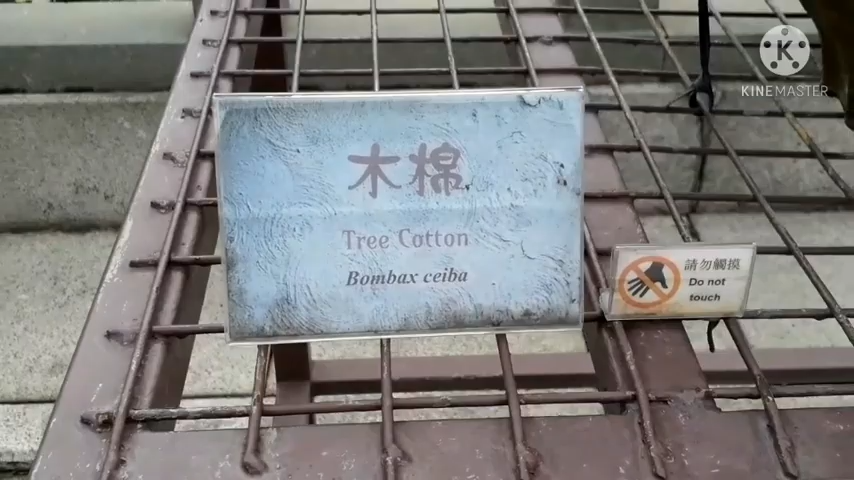 K
KINEMASTER
木棉
Tree Cotton
Bombax ceiba
請勿觸摸
Do not
touch